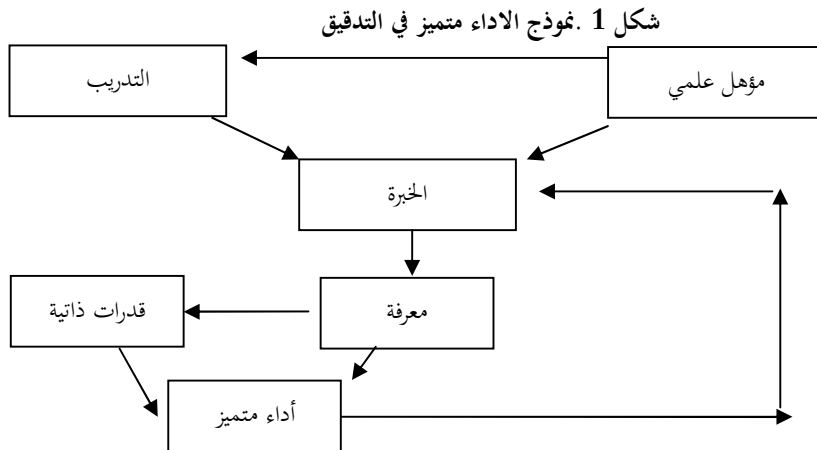 شكل 1 .نموذج الاداء متميز في التدقيق
مؤهل علمي
التدريب
الخبرة
معرفة
قدرات ذاتية
أداء متميز